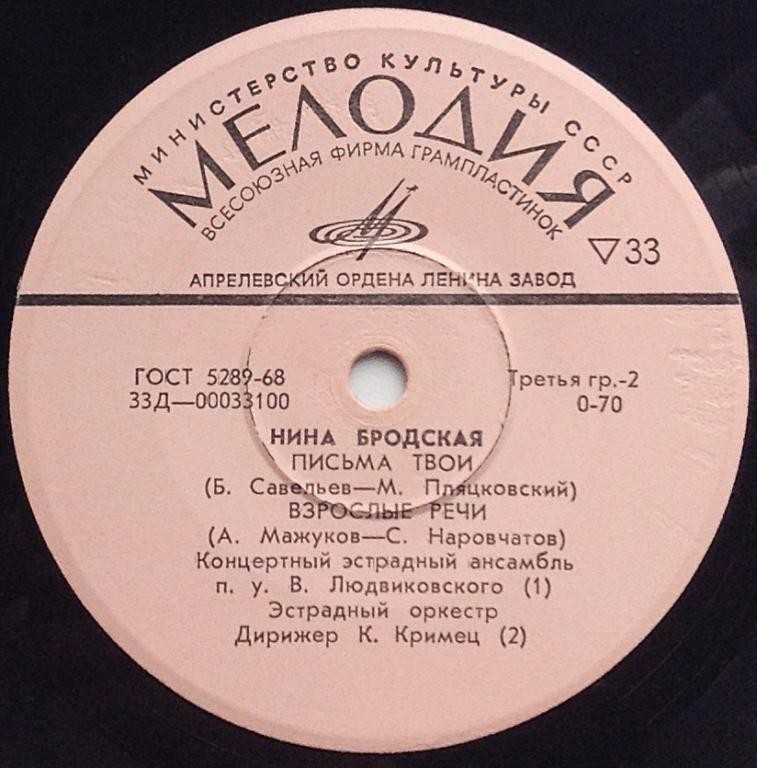 МИНИСТЕРСТВО КУЛЬТУРЫ СССР
МЕЛОДИЯ
ВСЕСОЮЗНАЯ ФИРМА ГРАМПЛАСТИНОК
▽33
АПРЕЛЕВСКИЙ ОРДЕНА ЛЕНИНА ЗАВОД
ГОСТ 5289-68 Третья гр.-2
33Д—00033100 0-70
НИНА БРОДСКАЯ
ПИСЬМА ТВОИ
(Б. Савельев—М. Пляцковский)
ВЗРОСЛЫЕ РЕЧИ
(А. Мажуков—С. Наровчатов)
Концертный эстрадный ансамбль
п. у. В. Людвиковского (1)
Эстрадный оркестр
Дирижер К. Кримец (2)